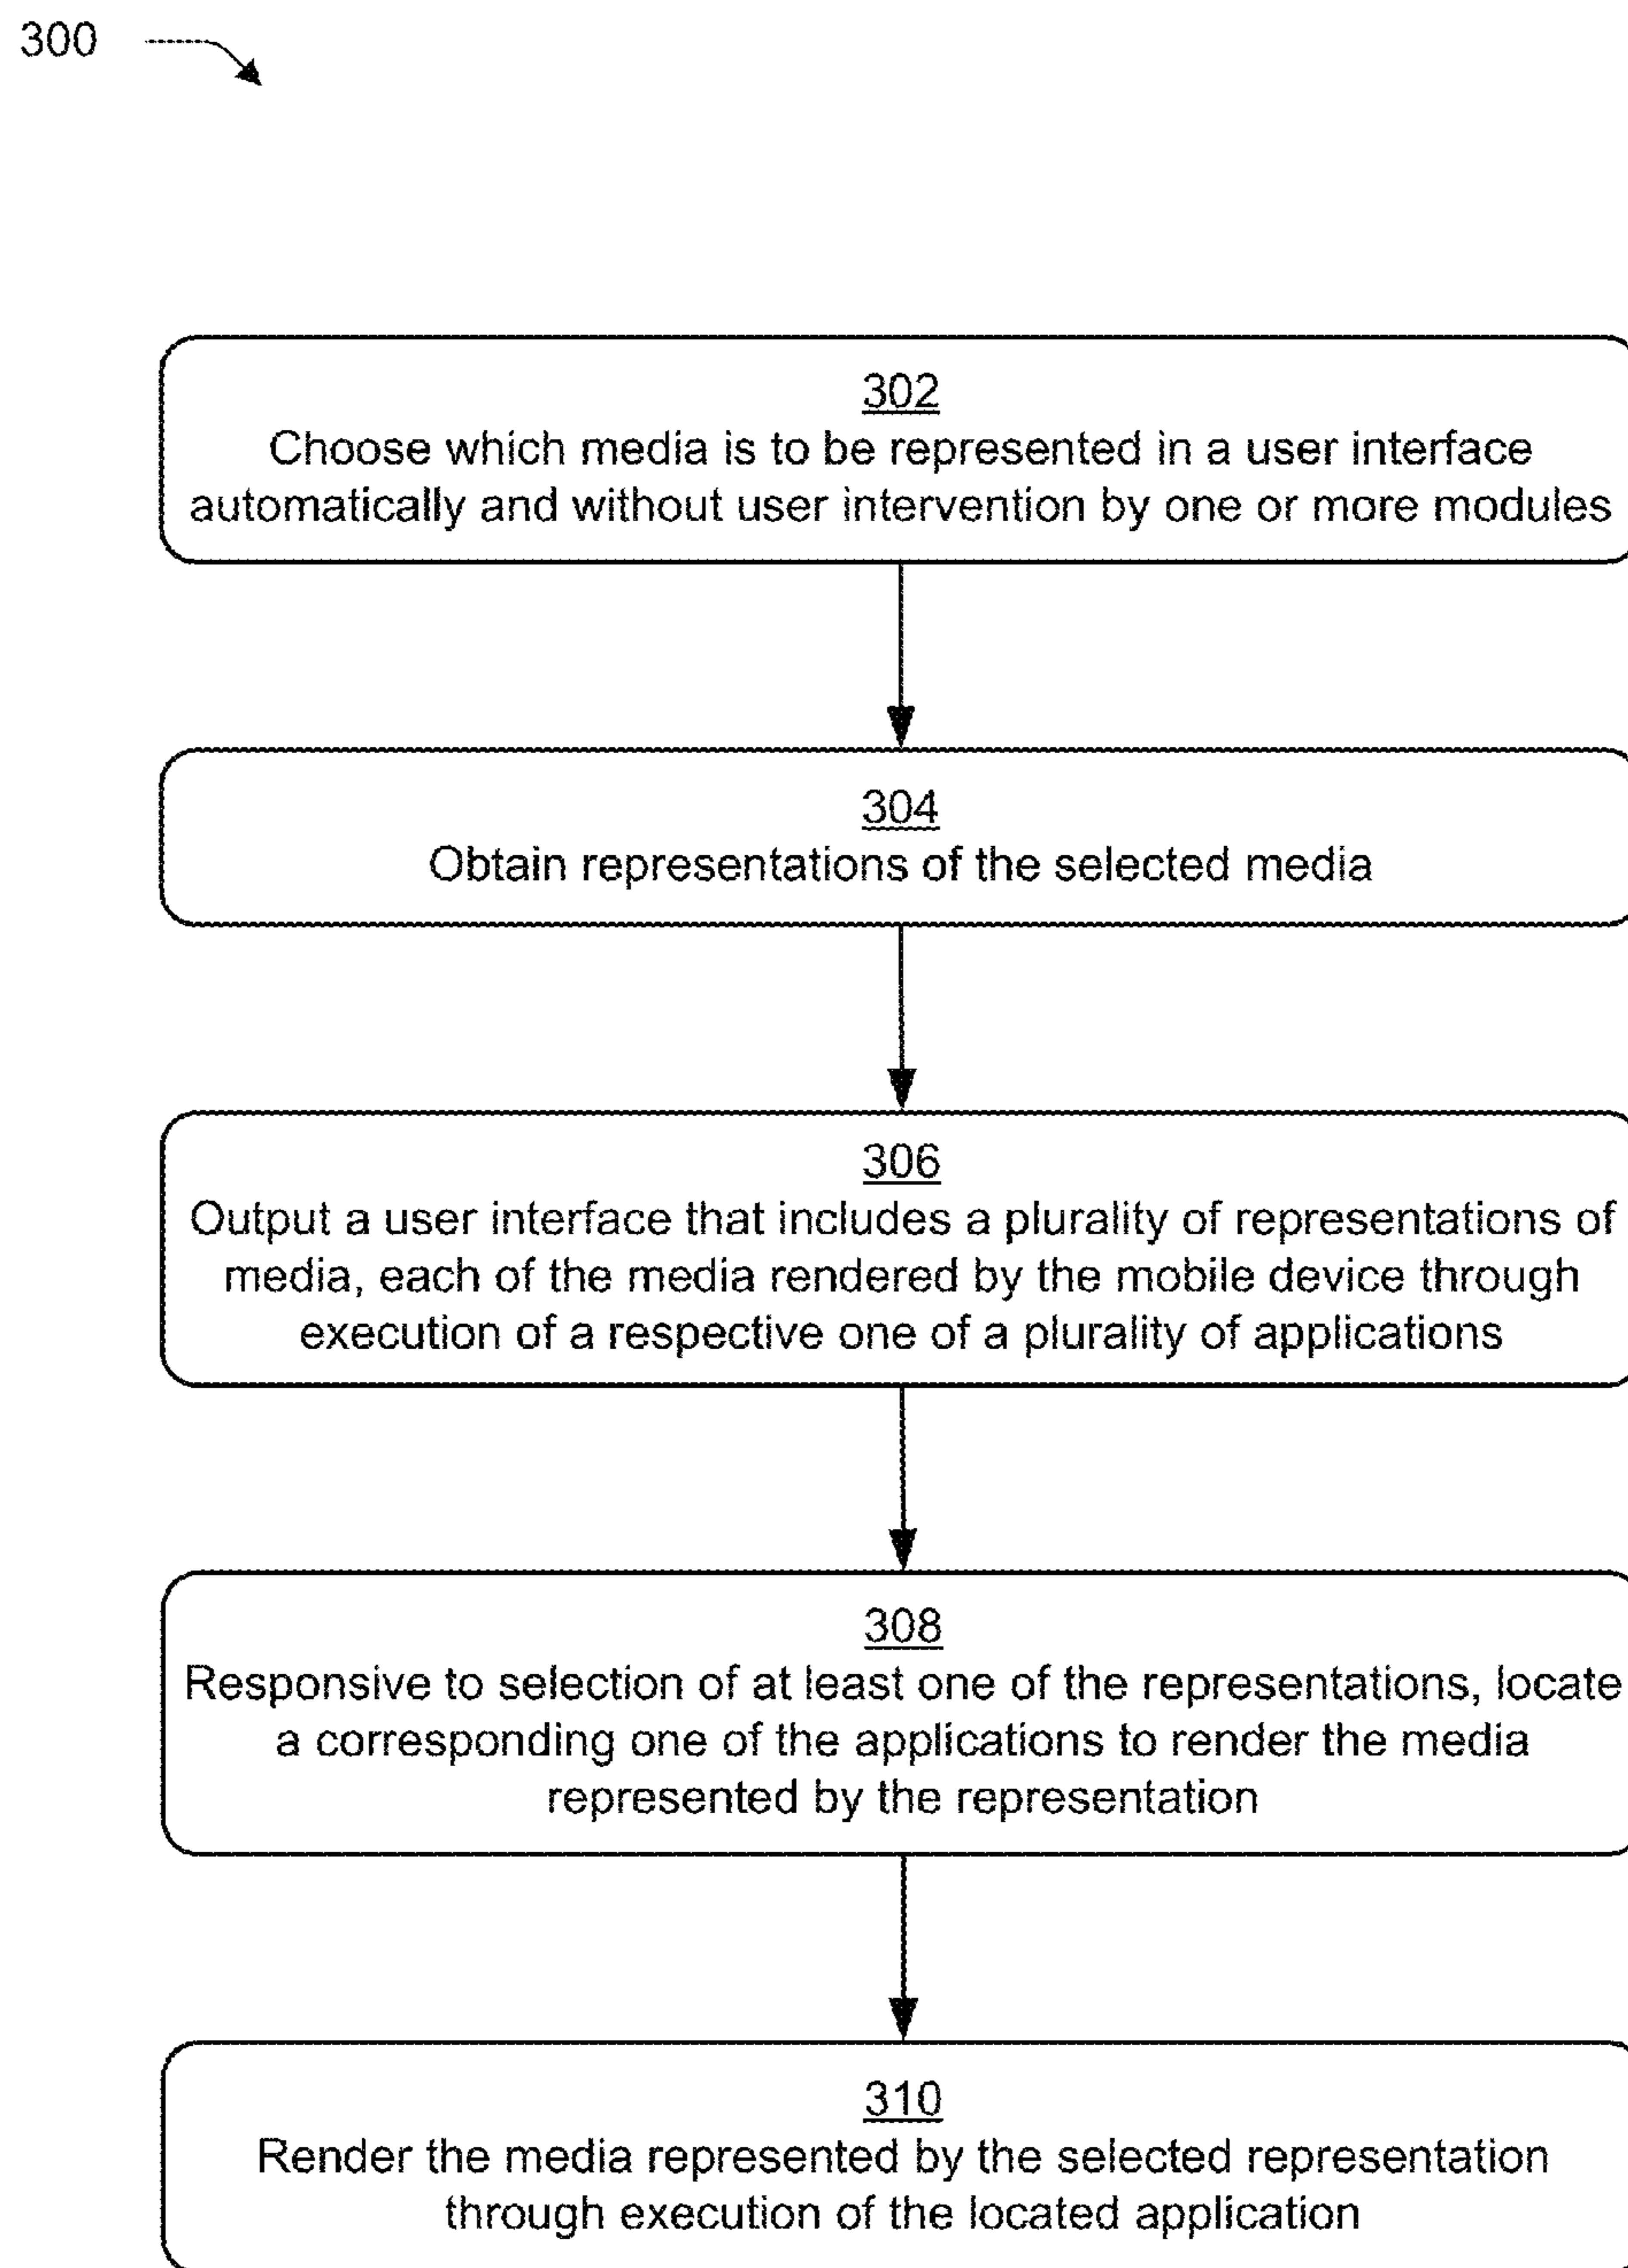 300
302
Choose which media is to be represented in a user interface
automatically and without user intervention by one or more modules
304
Obtain representations of the selected media
306
Output a user interface that includes a plurality of representations of
media, each of the media rendered by the mobile device through
execution of a respective one of a plurality of applications
308
Responsive to selection of at least one of the representations, locate
a corresponding one of the applications to render the media
represented by the representation
310
Render the media represented by the selected representation
through execution of the located application